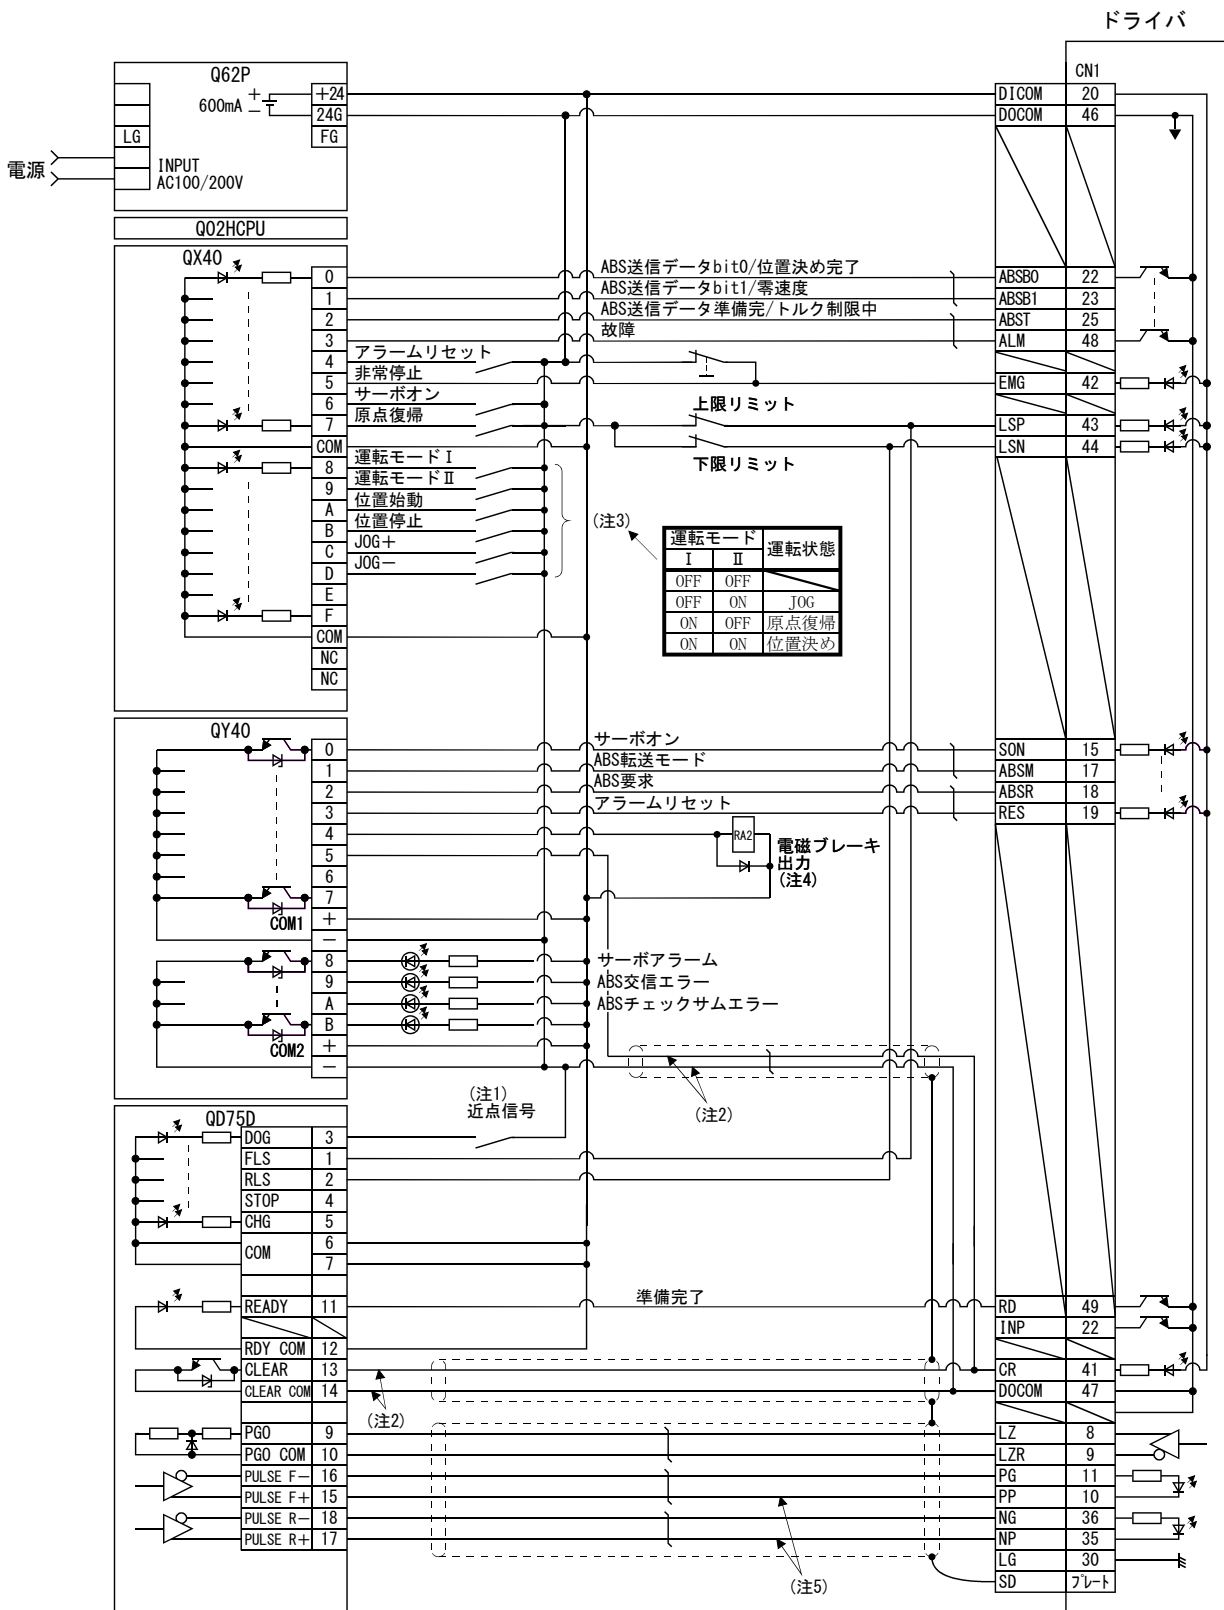 ドライバ
Q62P
CN1
+24
DICOM 20
600mA + −
24G
DOCOM 46
LG
FG
電源
INPUT
AC100/200V
Q02HCPU
QX40
0 ABS送信データbit0/位置決め完了 ABSB0 22
1 ABS送信データbit1/零速度 ABSB1 23
2 ABS送信データ準備完/トルク制限中 ABST 25
3 故障 ALM 48
4 アラームリセット
5 非常停止 EMG 42
6 サーボオン
上限リミット
7 原点復帰 LSP 43
COM LSN 44
下限リミット
8 運転モードⅠ
9 運転モードⅡ
A 位置始動
B 位置停止
C JOG+
D JOG−
E
F
COM
NC
NC
(注3)
運転モード 運転状態
Ⅰ Ⅱ
OFF OFF
OFF ON JOG
ON OFF 原点復帰
ON ON 位置決め
QY40
0 サーボオン SON 15
1 ABS転送モード ABSM 17
2 ABS要求 ABSR 18
3 アラームリセット RES 19
4 RA2
電磁ブレーキ
出力
(注4)
5
6
7
COM1
+
−
8 サーボアラーム
9 ABS交信エラー
A ABSチェックサムエラー
B
COM2
+
−
(注2)
(注1)
近点信号
QD75D
DOG 3
FLS 1
RLS 2
STOP 4
CHG 5
COM 6
7
READY 11 準備完了 RD 49
INP 22
RDY COM 12
CLEAR 13 CR 41
CLEAR COM 14 DOCOM 47
(注2)
PGO 9 LZ 8
PGO COM 10 LZR 9
PULSE F− 16 PG 11
PULSE F+ 15 PP 10
PULSE R− 18 NG 36
PULSE R+ 17 NP 35
LG 30
(注5)
SD プレート